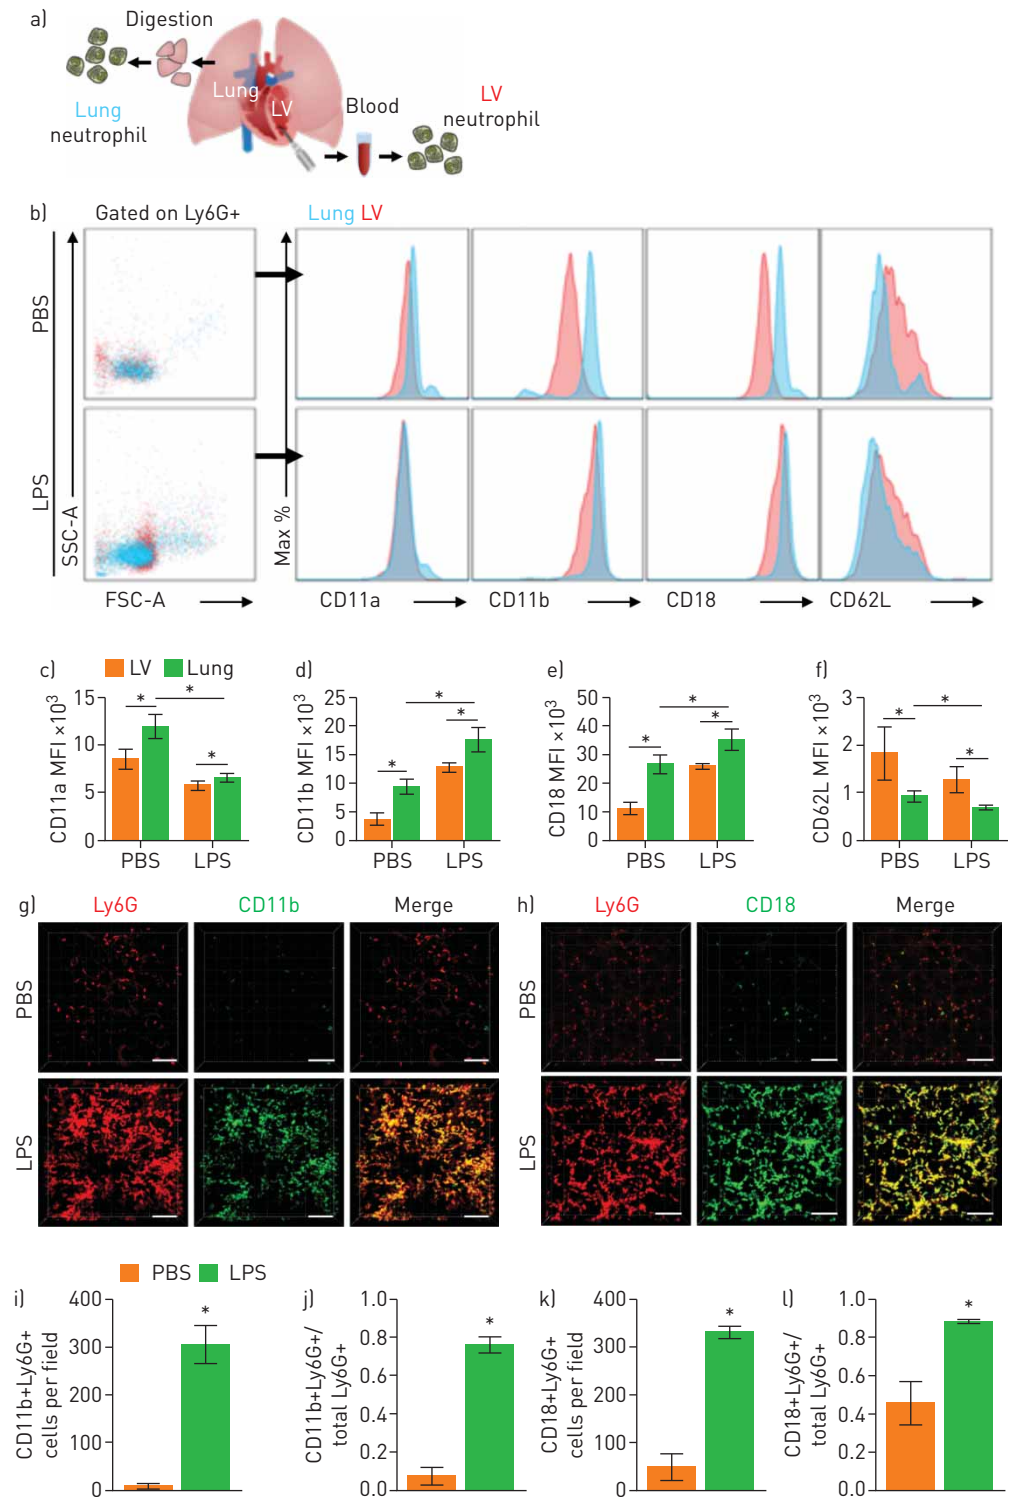 a)
Digestion
Lung
LV
Blood
LV
neutrophil
Lung
neutrophil
b)
Gated on Ly6G+
Lung LV
PBS
LPS
SSC-A
Max %
FSC-A
CD11a
CD11b
CD18
CD62L
c)
LV
Lung
CD11a MFI ×10³
15
10
5
0
*
*
*
PBS
LPS
d)
CD11b MFI ×10³
25
20
15
10
5
0
*
*
*
PBS
LPS
e)
CD18 MFI ×10³
50
40
30
20
10
0
*
*
*
PBS
LPS
f)
CD62L MFI ×10³
3
2
1
0
*
*
*
PBS
LPS
g)
Ly6G
CD11b
Merge
PBS
LPS
h)
Ly6G
CD18
Merge
PBS
LPS
PBS
LPS
i)
CD11b+Ly6G+
cells per field
400
300
200
100
0
*
j)
CD11b+Ly6G+/
total Ly6G+
1.0
0.8
0.6
0.4
0.2
0.0
*
k)
CD18+Ly6G+
cells per field
400
300
200
100
0
*
l)
CD18+Ly6G+/
total Ly6G+
1.0
0.8
0.6
0.4
0.2
0.0
*